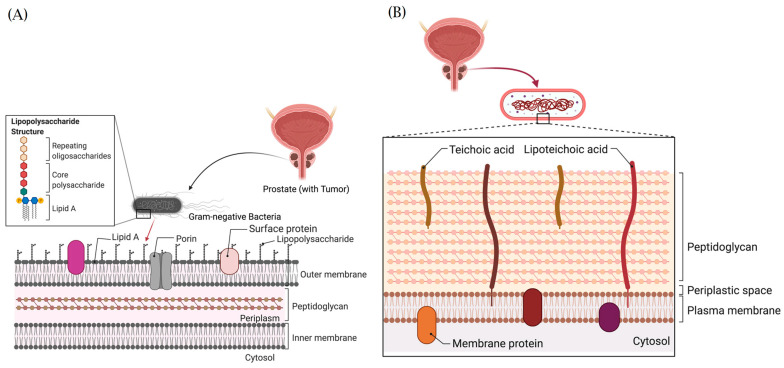 (A)
Lipopolysaccharide
Structure
Repeating
oligosaccharides
Core
polysaccharide
Lipid A
Prostate (with Tumor)
Gram-negative Bacteria
Surface protein
Lipid A
Porin
Lipopolysaccharide
Outer membrane
Peptidoglycan
Periplasm
Inner membrane
Cytosol
(B)
Teichoic acid
Lipoteichoic acid
Peptidoglycan
Periplastic space
Plasma membrane
Membrane protein
Cytosol